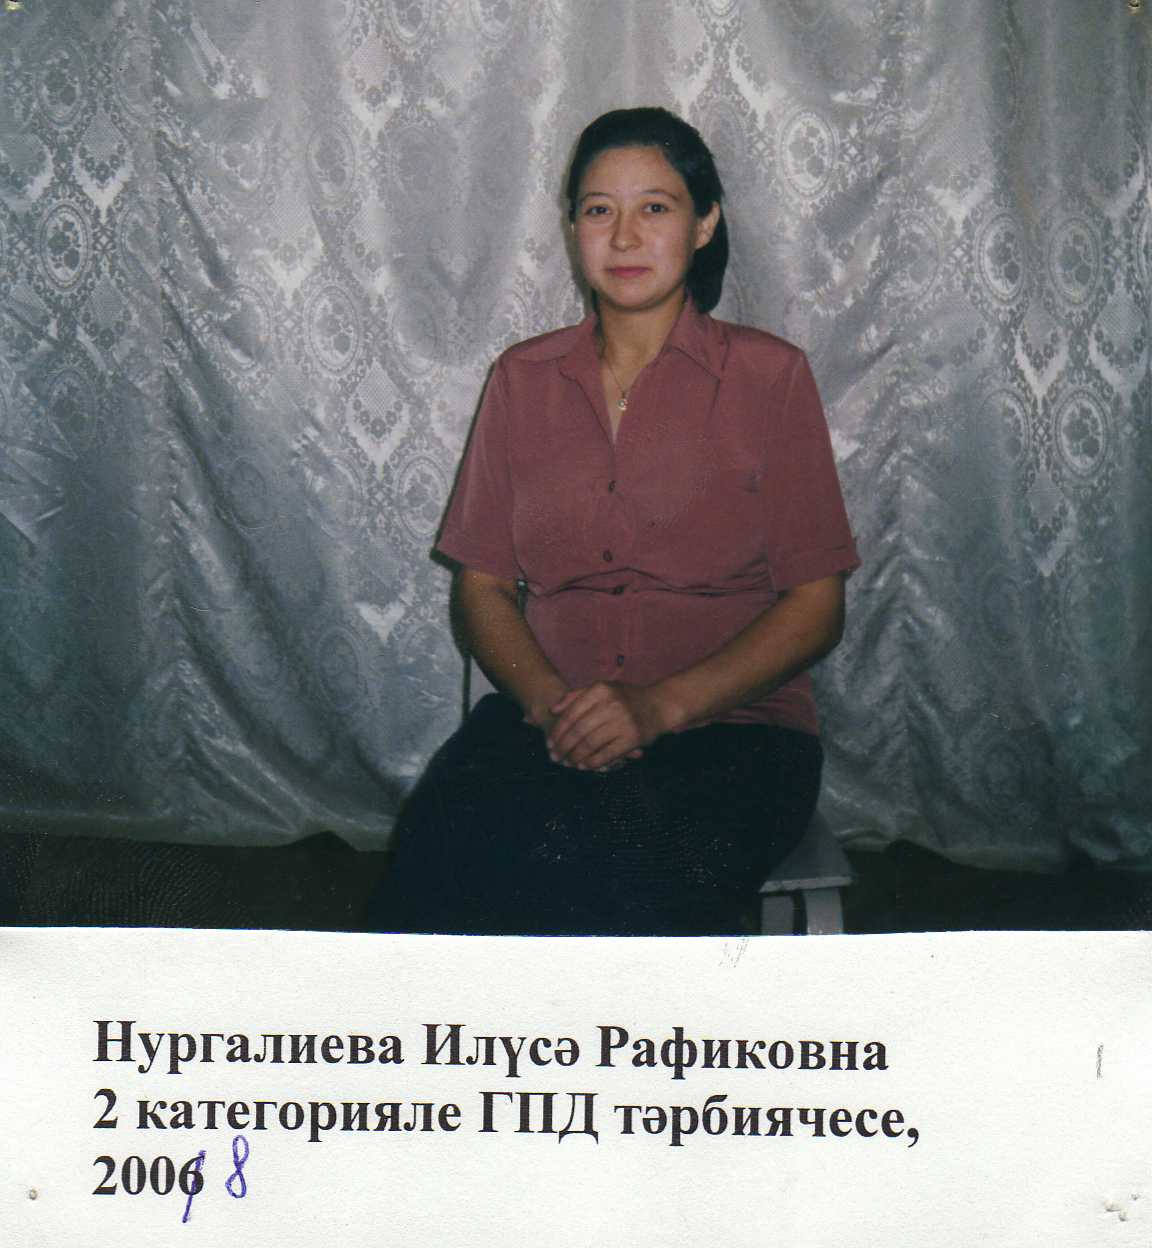 Нургалиева Илүсә Рафиковна
2 категорияле ГПД тәрбиячесе,
2006 8